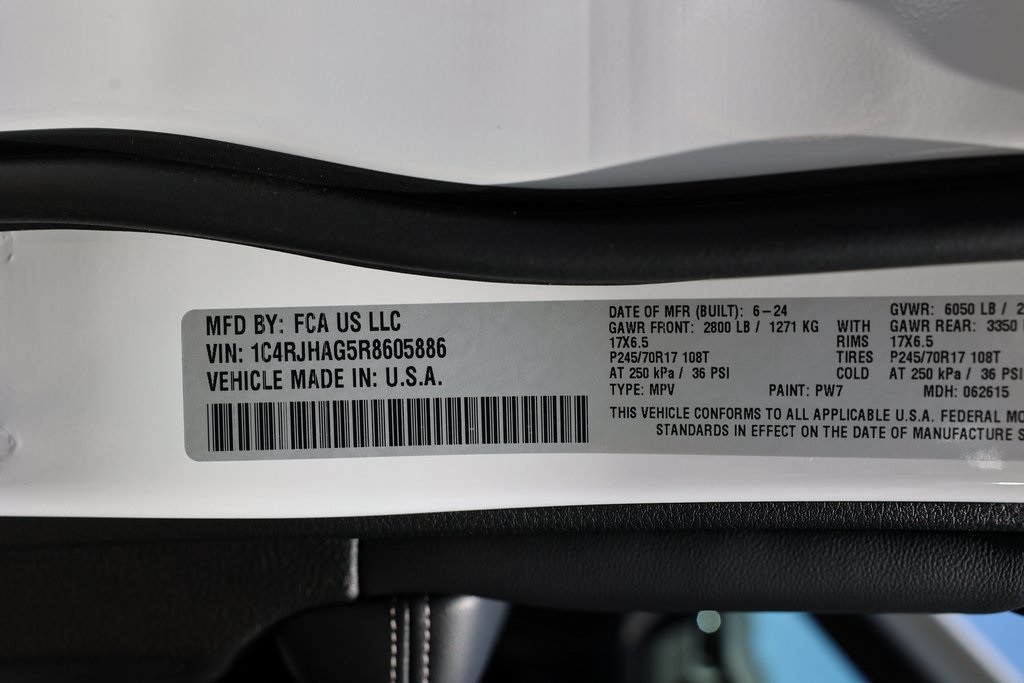 MFD BY: FCA US LLC
VIN: 1C4RJHAG5R8605886
VEHICLE MADE IN: U.S.A.
DATE OF MFR (BUILT): 6-24 GVWR: 6050 LB /
GAWR FRONT: 2800 LB / 1271 KG WITH GAWR REAR: 3350
17X6.5 RIMS 17X6.5
P245/70R17 108T TIRES P245/70R17 108T
AT 250 kPa / 36 PSI COLD AT 250 kPa / 36 PSI
TYPE: MPV PAINT: PW7 MDH: 062615
THIS VEHICLE CONFORMS TO ALL APPLICABLE U.S.A. FEDERAL
STANDARDS IN EFFECT ON THE DATE OF MANUFACTURE